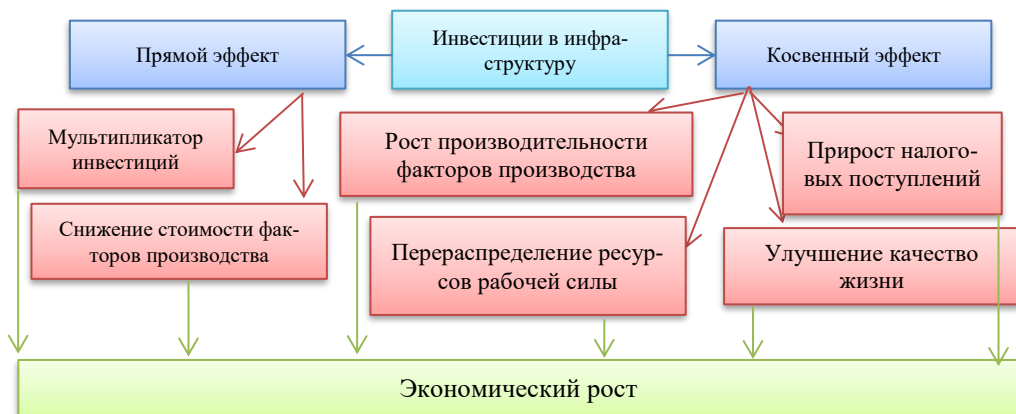 Прямой эффект
Инвестиции в инфра-
структуру
Косвенный эффект
Мультипликатор
инвестиций
Рост производительности
факторов производства
Прирост налого-
вых поступлений
Снижение стоимости фак-
торов производства
Перераспределение ресур-
сов рабочей силы
Улучшение качество
жизни
Экономический рост